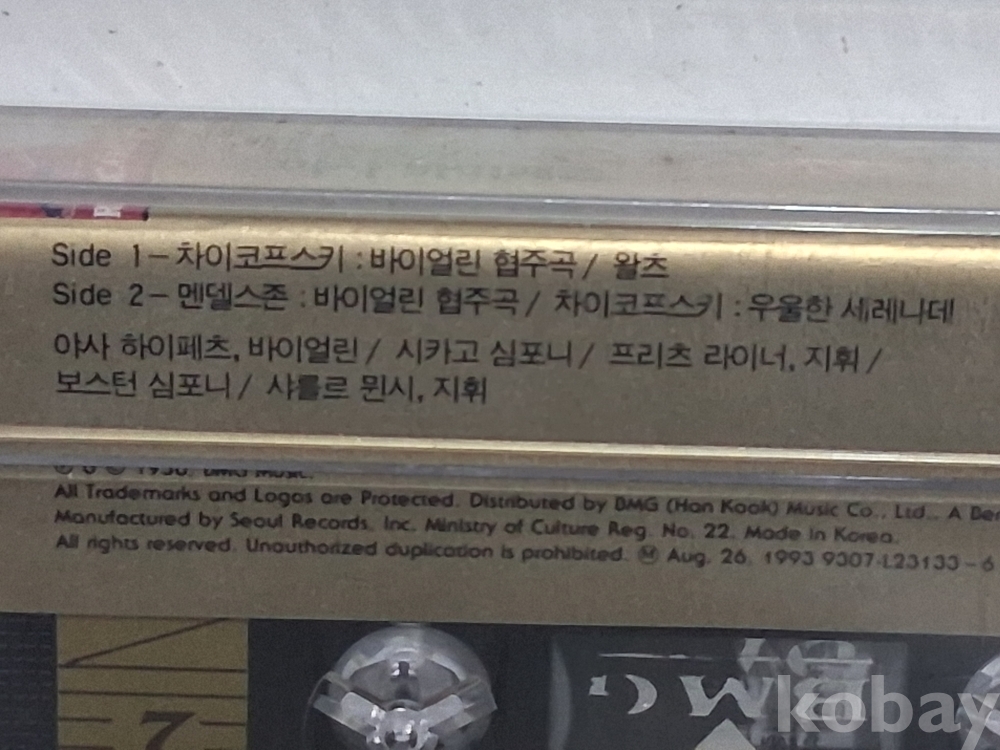 Side 1-차이코프스키 : 바이얼린 협주곡 / 왈츠
Side 2-멘델스존 : 바이얼린 협주곡 / 차이코프스키 : 우울한 세레나데
야사 하이페츠, 바이얼린 / 시카고 심포니 / 프리츠 라이너, 지휘 /
보스턴 심포니 / 샤를르 뮌시, 지휘
BMG Music.
All Trademarks and Logos are Protected. Distributed by BMG (Han Kook) Music Co., Ltd., A
Manufactured by Seoul Records, Inc. Ministry of Culture Reg. No. 22. Made in Korea.
All rights reserved. Unauthorized duplication is prohibited. Ⓜ Aug. 26, 1993 9307-L23133-6
7
BMG
kobay